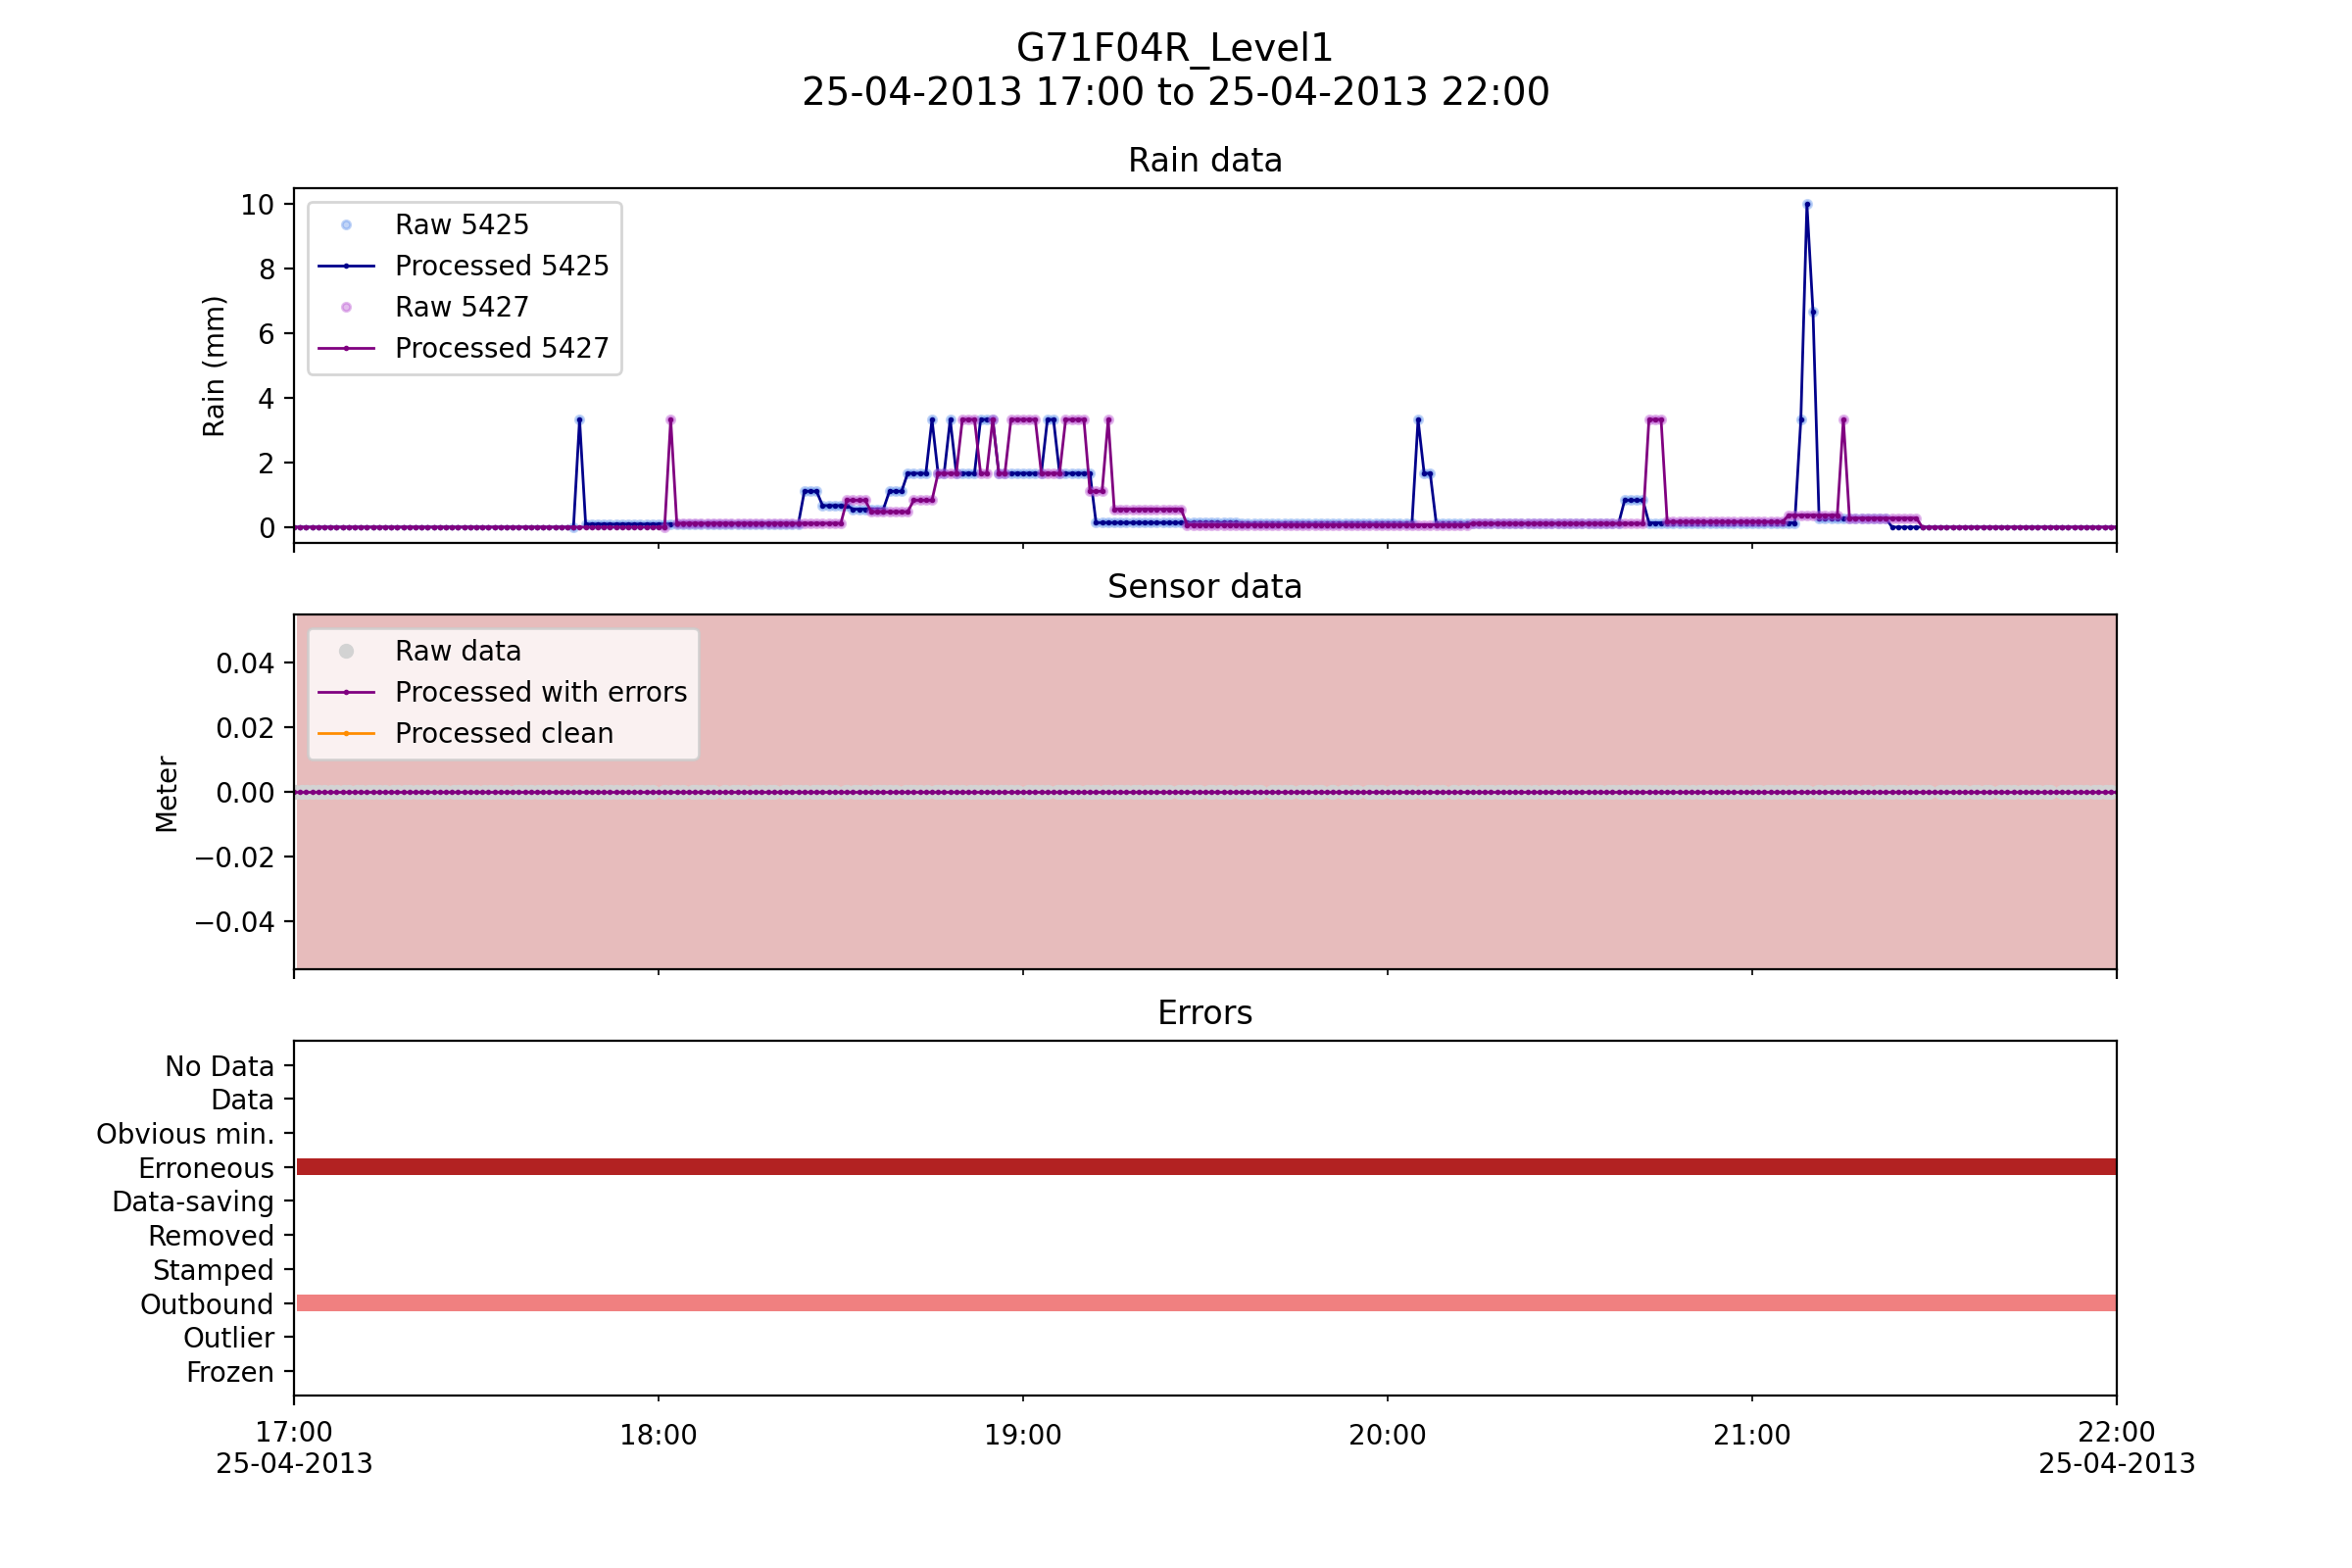 G71F04R_Level1
25-04-2013 17:00 to 25-04-2013 22:00
Rain data
10
8
6
4
2
0
Rain (mm)
Raw 5425
Processed 5425
Raw 5427
Processed 5427
Sensor data
0.04
0.02
0.00
−0.02
−0.04
Meter
Raw data
Processed with errors
Processed clean
Errors
No Data
Data
Obvious min.
Erroneous
Data-saving
Removed
Stamped
Outbound
Outlier
Frozen
17:00
25-04-2013
18:00
19:00
20:00
21:00
22:00
25-04-2013